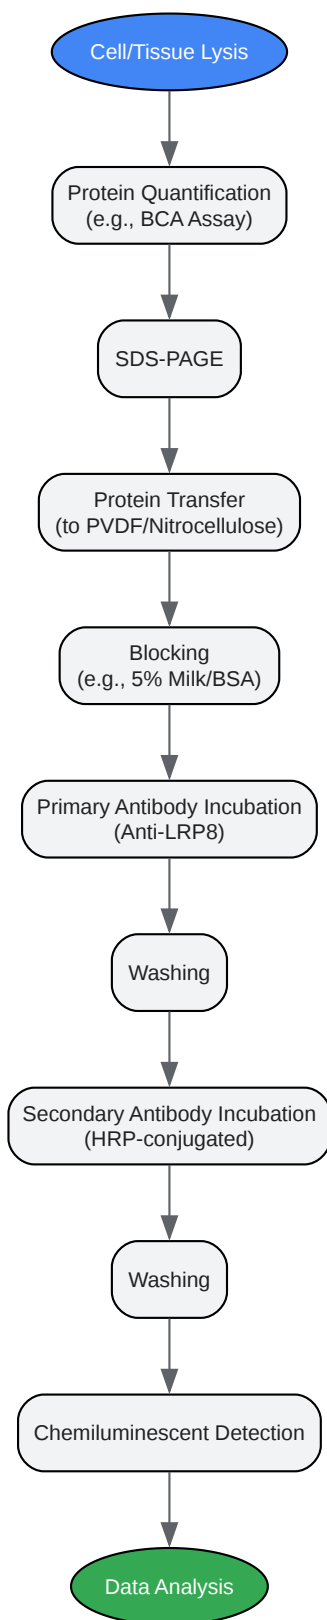 Cell/Tissue Lysis
Protein Quantification
(e.g., BCA Assay)
SDS-PAGE
Protein Transfer
(to PVDF/Nitrocellulose)
Blocking
(e.g., 5% Milk/BSA)
Primary Antibody Incubation
(Anti-LRP8)
Washing
Secondary Antibody Incubation
(HRP-conjugated)
Washing
Chemiluminescent Detection
Data Analysis